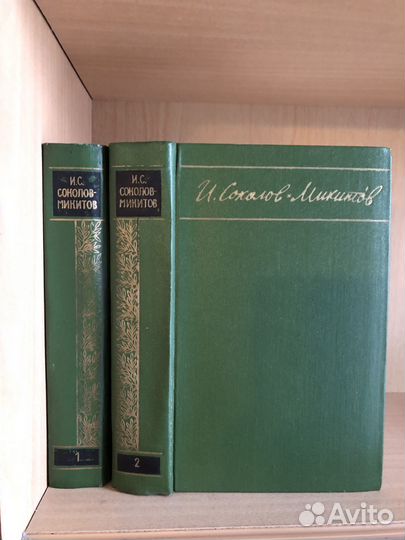 И.С.
СОКОЛОВ-
МИКИТОВ
1
И.С.
СОКОЛОВ-
МИКИТОВ
2
И. Соколов-Микитов
Avito